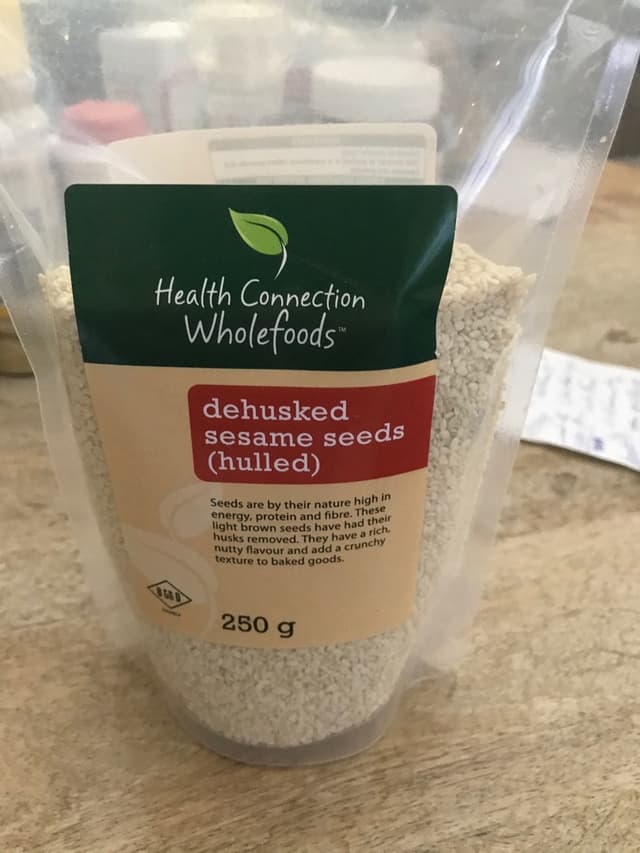 Health Connection
Wholefoods™
dehusked
sesame seeds
(hulled)
Seeds are by their nature high in
energy, protein and fibre. These
light brown seeds have had their
husks removed. They have a rich,
nutty flavour and add a crunchy
texture to baked goods.
250 g